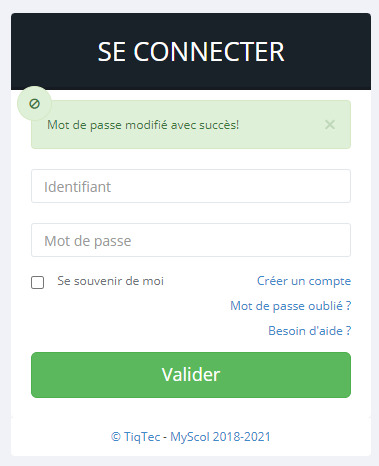 SE CONNECTER
Mot de passe modifié avec succès!
×
Identifiant
Mot de passe
Se souvenir de moi
Créer un compte
Mot de passe oublié ?
Besoin d'aide ?
Valider
© TiqTec - MyScol 2018-2021